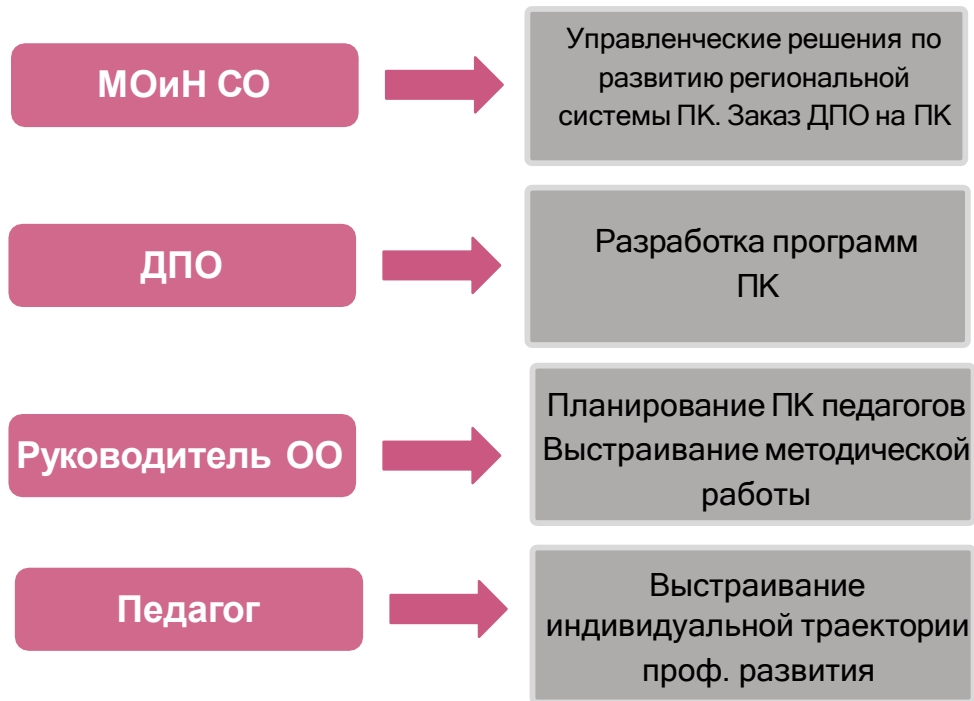 МОиН СО
Управленческие решения по
развитию региональной
системы ПК. Заказ ДПО на ПК
ДПО
Разработка программ
ПК
Руководитель ОО
Планирование ПК педагогов
Выстраивание методической
работы
Педагог
Выстраивание
индивидуальной траектории
проф. развития